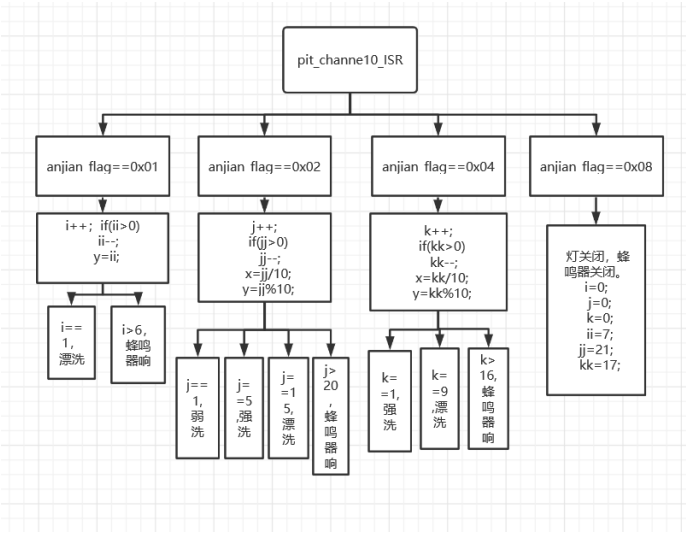 pit_channe10_ISR
anjian flag==0x01
anjian flag==0x02
anjian flag==0x04
anjian flag==0x08
i++；if(ii>0)
ii--;
y=ii;
j++;
if(jj>0)
jj--;
x=jj/10;
y=jj%10;
k++;
if(kk>0)
kk--;
x=kk/10;
y=kk%10;
灯关闭，蜂
鸣器关闭。
i=0;
j=0;
k=0;
ii=7;
jj=21;
kk=17;
i==
1,
漂洗
i>6，
蜂鸣
器响
j==
1,
弱
洗
j=
=5,强
洗
j=
=1
5,
漂
洗
j>
20
，
蜂
鸣
器
响
k=
=1,
强
洗
k=
=9
,漂
洗
k>
16，
蜂
鸣
器
响